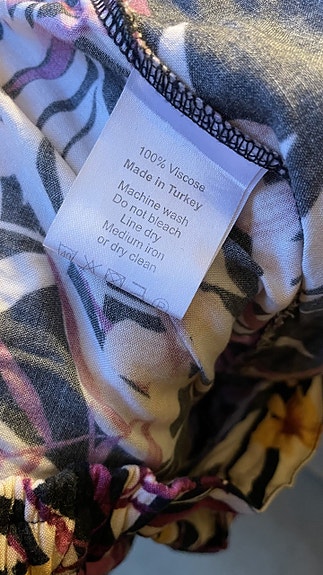 100% Viscose
Made in Turkey
Machine wash
Do not bleach
Line dry
Medium iron
or dry clean